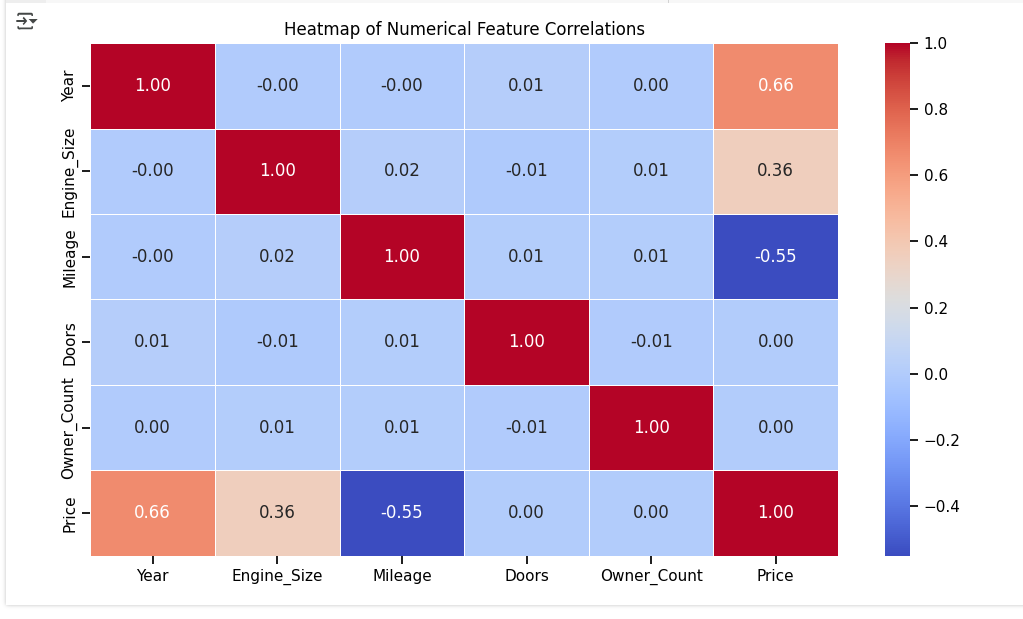 Heatmap of Numerical Feature Correlations
Year 1.00 -0.00 -0.00 0.01 0.00 0.66
Engine_Size -0.00 1.00 0.02 -0.01 0.01 0.36
Mileage -0.00 0.02 1.00 0.01 0.01 -0.55
Doors 0.01 -0.01 0.01 1.00 -0.01 0.00
Owner_Count 0.00 0.01 0.01 -0.01 1.00 0.00
Price 0.66 0.36 -0.55 0.00 0.00 1.00
Year Engine_Size Mileage Doors Owner_Count Price
1.0
0.8
0.6
0.4
0.2
0.0
−0.2
−0.4